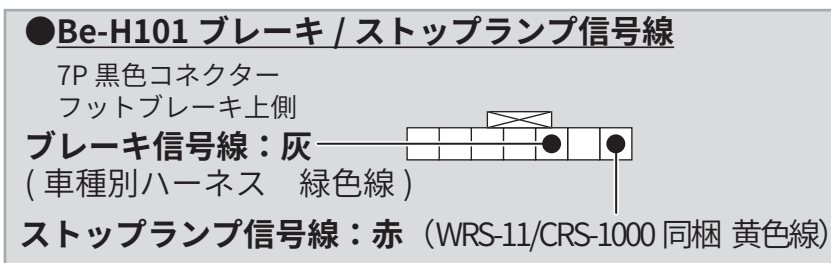 ●Be-H101 ブレーキ / ストップランプ信号線
7P 黒色コネクター
フットブレーキ上側
ブレーキ信号線：灰
( 車種別ハーネス　緑色線 )
ストップランプ信号線：赤（WRS-11/CRS-1000 同梱 黄色線）